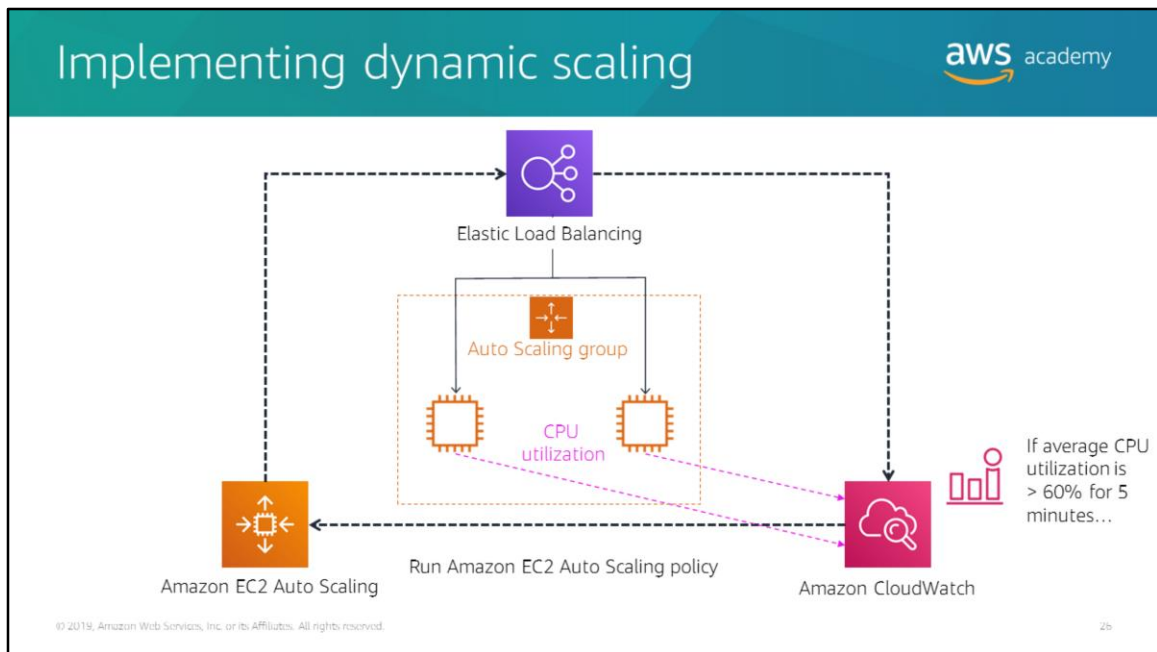 Implementing dynamic scaling
aws academy
Elastic Load Balancing
Auto Scaling group
CPU
utilization
If average CPU
utilization is
> 60% for 5
minutes…
Run Amazon EC2 Auto Scaling policy
Amazon EC2 Auto Scaling
Amazon CloudWatch
© 2019, Amazon Web Services, Inc. or its Affiliates. All rights reserved.
26